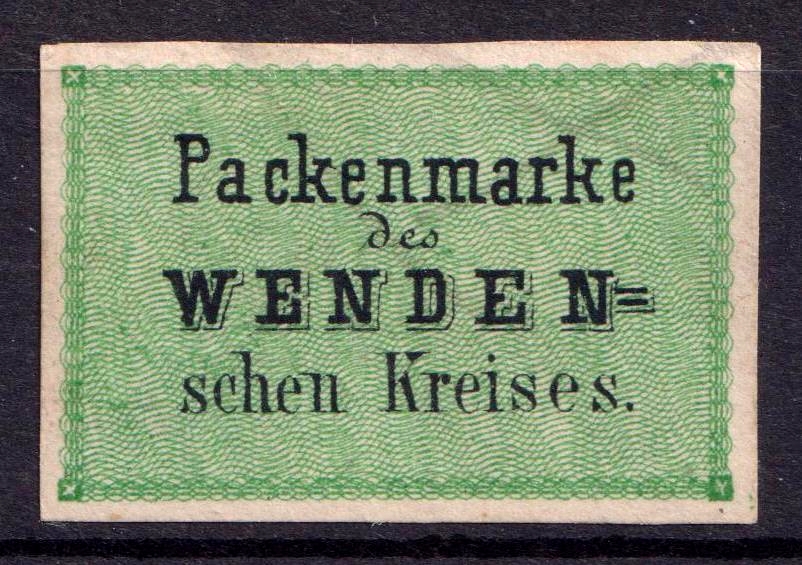 Packenmarke
des
WENDEN=
schen Kreises.